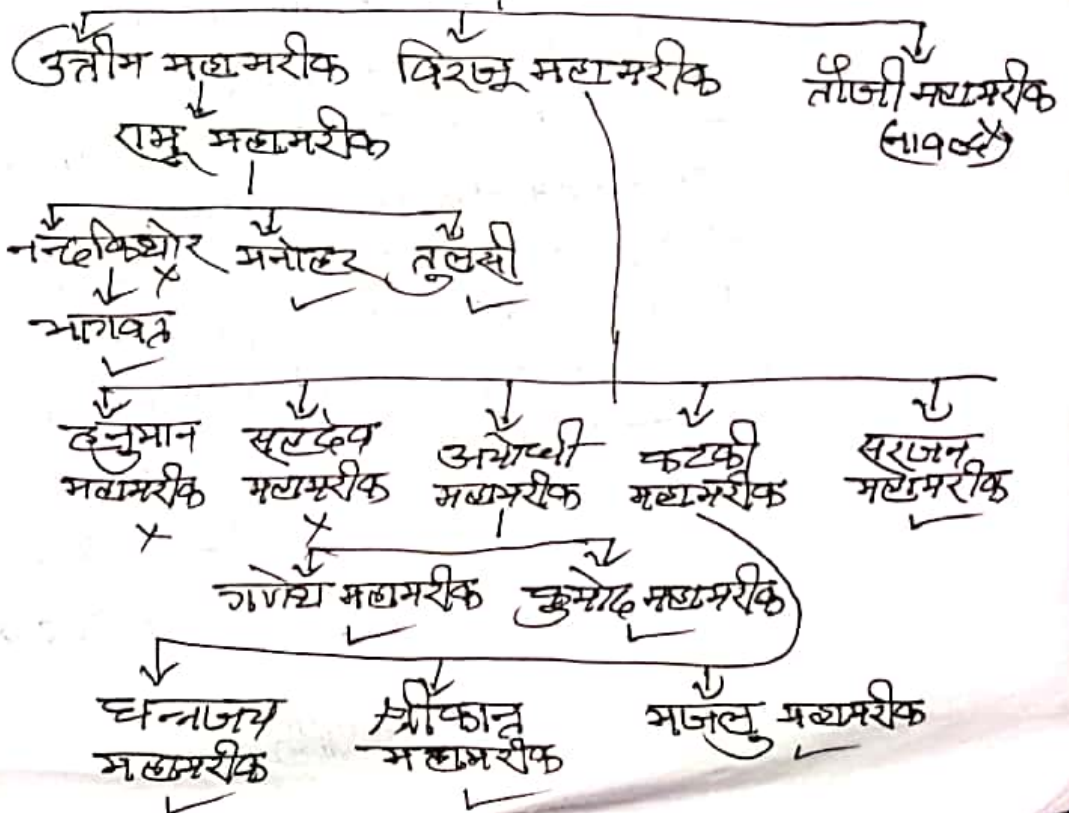 उत्तीम महामरीक विरजू महामरीक तौजी महामरीक
(नावल्द)
रामू महामरीक
नन्दकिशोर मनोहर तुलसी
भागवत
हनुमान सहदेव अयोध्यी कटकी सरजन
महामरीक महामरीक महामरीक महामरीक महामरीक
गणेश महामरीक कुमोद महामरीक
धनन्जय श्रीकान्त मंजलु महामरीक
महामरीक महामरीक